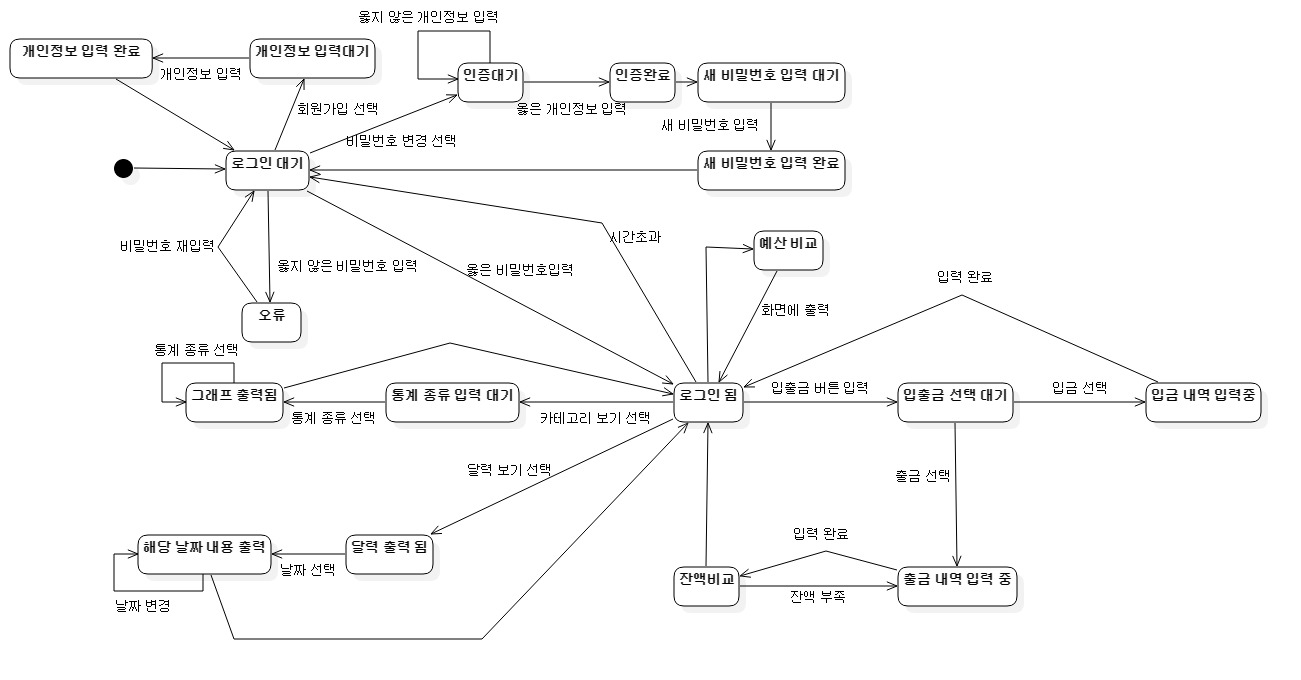 옳지 않은 개인정보 입력
개인정보 입력 완료
개인정보 입력대기
개인정보 입력
인증대기
인증완료
새 비밀번호 입력 대기
회원가입 선택
옳은 개인정보 입력
새 비밀번호 입력
비밀번호 변경 선택
로그인 대기
새 비밀번호 입력 완료
비밀번호 재입력
시간초과
예산 비교
옳지 않은 비밀번호 입력
옳은 비밀번호입력
입력 완료
오류
화면에 출력
통계 종류 선택
그래프 출력됨
통계 종류 입력 대기
로그인 됨
입출금 버튼 입력
입출금 선택 대기
입금 선택
입금 내역 입력중
통계 종류 선택
카테고리 보기 선택
달력 보기 선택
출금 선택
입력 완료
해당 날짜 내용 출력
달력 출력 됨
날짜 선택
잔액비교
출금 내역 입력 중
잔액 부족
날짜 변경